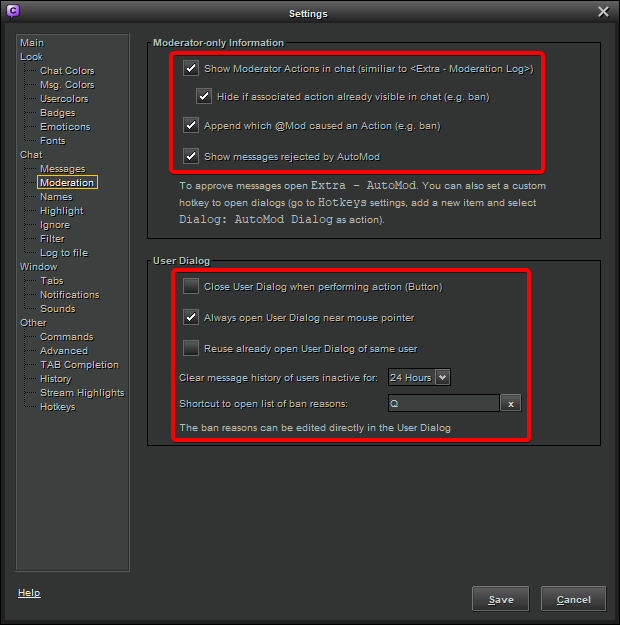 C
Settings
Main
Look
Chat Colors
Msg. Colors
Usercolors
Badges
Emoticons
Fonts
Chat
Messages
Moderation
Names
Highlight
Ignore
Filter
Log to file
Window
Tabs
Notifications
Sounds
Other
Commands
Advanced
TAB Completion
History
Stream Highlights
Hotkeys
Moderator-only Information
Show Moderator Actions in chat (similiar to <Extra - Moderation Log>)
Hide if associated action already visible in chat (e.g. ban)
Append which @Mod caused an Action (e.g. ban)
Show messages rejected by AutoMod
To approve messages open Extra - AutoMod. You can also set a custom
hotkey to open dialogs (go to Hotkeys settings, add a new item and select
Dialog: AutoMod Dialog as action).
User Dialog
Close User Dialog when performing action (Button)
Always open User Dialog near mouse pointer
Reuse already open User Dialog of same user
Clear message history of users inactive for: 24 Hours
Shortcut to open list of ban reasons: Q x
The ban reasons can be edited directly in the User Dialog
Help
Save Cancel